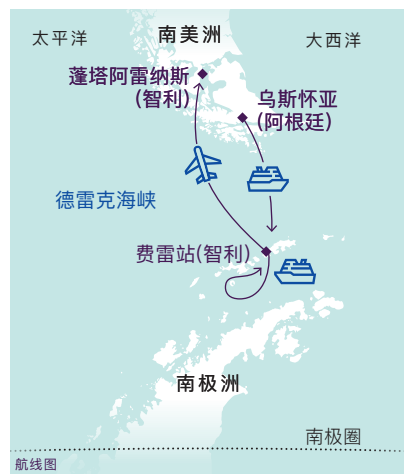 太平洋
南美洲
大西洋
蓬塔阿雷纳斯
(智利)
乌斯怀亚
(阿根廷)
德雷克海峡
费雷站(智利)
南极洲
南极圈
航线图